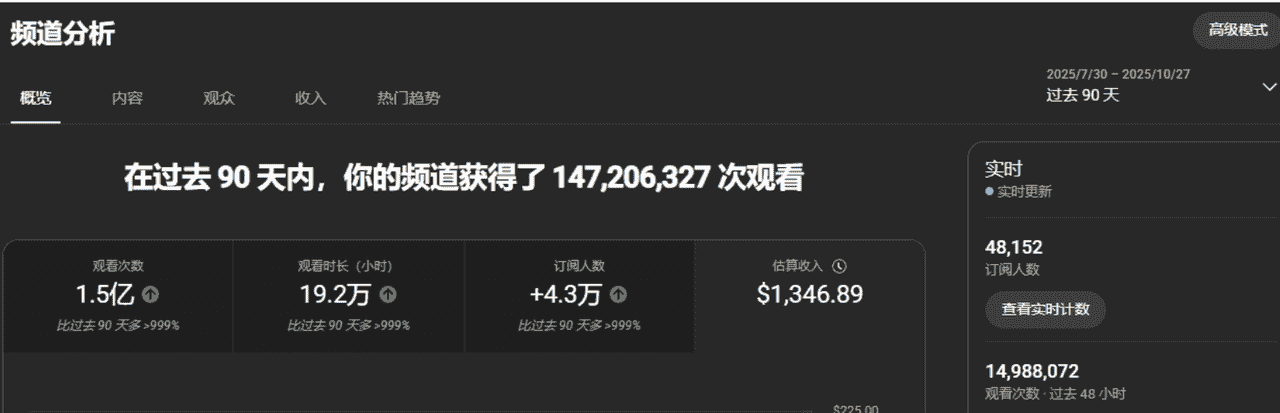 频道分析
高级模式
概览 内容 观众 收入 热门趋势
2025/7/30 – 2025/10/27
过去 90 天
在过去 90 天内，你的频道获得了 147,206,327 次观看
观看次数
1.5亿
比过去 90 天多 >999%
观看时长（小时）
19.2万
比过去 90 天多 >999%
订阅人数
+4.3万
比过去 90 天多 >999%
估算收入
$1,346.89
$225.00
实时
实时更新
48,152
订阅人数
查看实时计数
14,988,072
观看次数 · 过去 48 小时